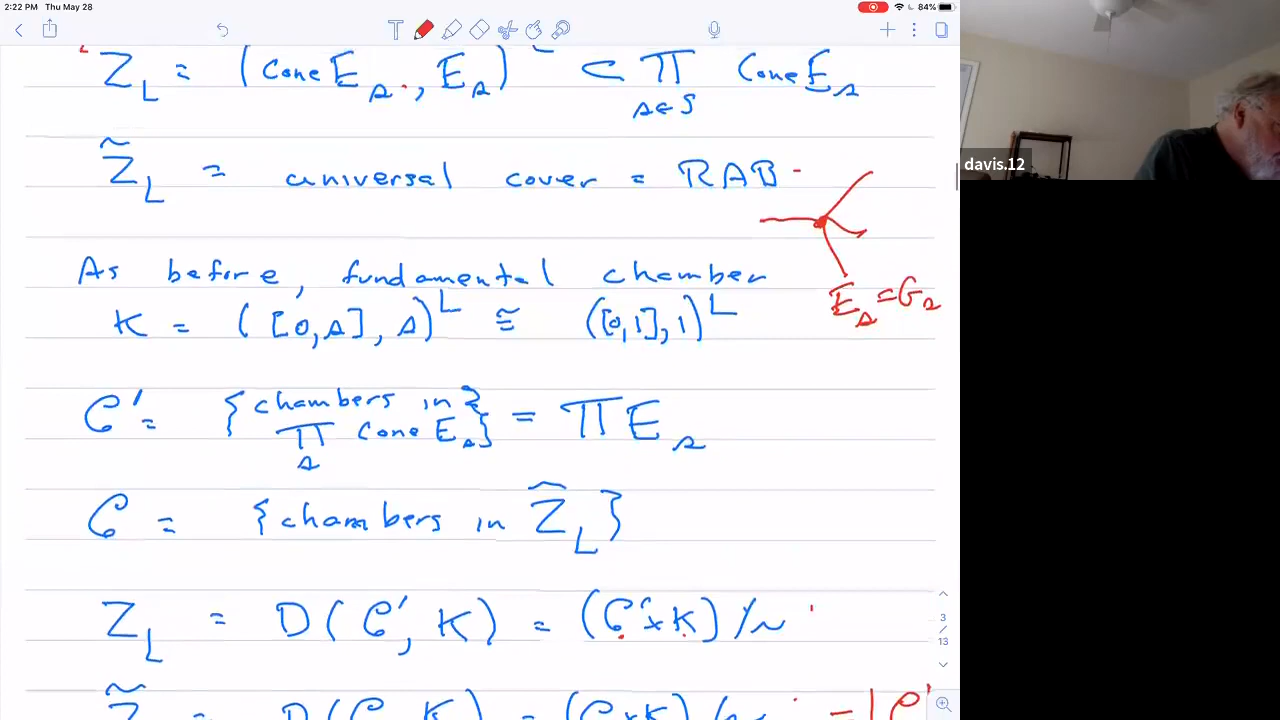 2:22 PM Thu May 28
84%
Z_L = (Cone E_s, E_s)^L ⊂ ∏_{s∈S} Cone E_s
Z̃_L = universal cover = RAB
davis.12
E_s = G_s
As before, fundamental chamber
K = ([0,s], s)^L ≅ ([0,1], 1)^L
C' = {chambers in ∏_s Cone E_s} = ∏ E_s
C = {chambers in Z̃_L}
3
/
13
Z_L = D(C', K) = (C' × K)/~